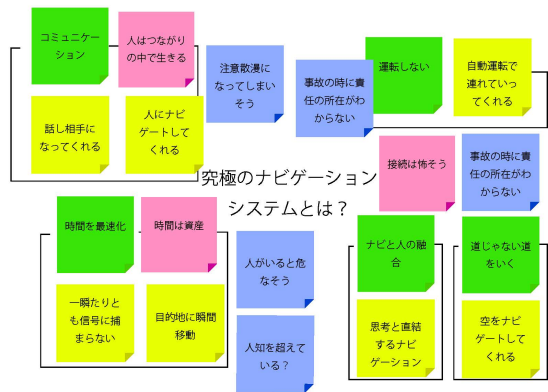 コミュニケー
ション
人はつながり
の中で生きる
注意散漫に
なってしまい
そう
話し相手に
なってくれる
人にナビ
ゲートして
くれる
事故の時に責
任の所在がわ
からない
運転しない
自動運転で
連れていっ
てくれる
接続は怖そう
事故の時に責
任の所在がわ
からない
究極のナビゲーション
システムとは？
時間を最速化
時間は資産
一瞬たりと
も信号に捕
まらない
目的地に瞬間
移動
人がいると危
なそう
人知を超えて
いる？
ナビと人の融
合
思考と直結
するナビ
ゲーション
道じゃない道
をいく
空をナビ
ゲートして
くれる